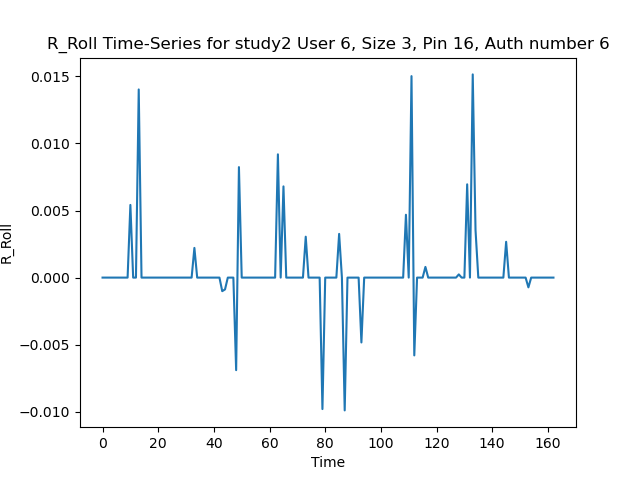 R_Roll Time-Series for study2 User 6, Size 3, Pin 16, Auth number 6
0.015
0.010
0.005
0.000
−0.005
−0.010
R_Roll
0 20 40 60 80 100 120 140 160
Time